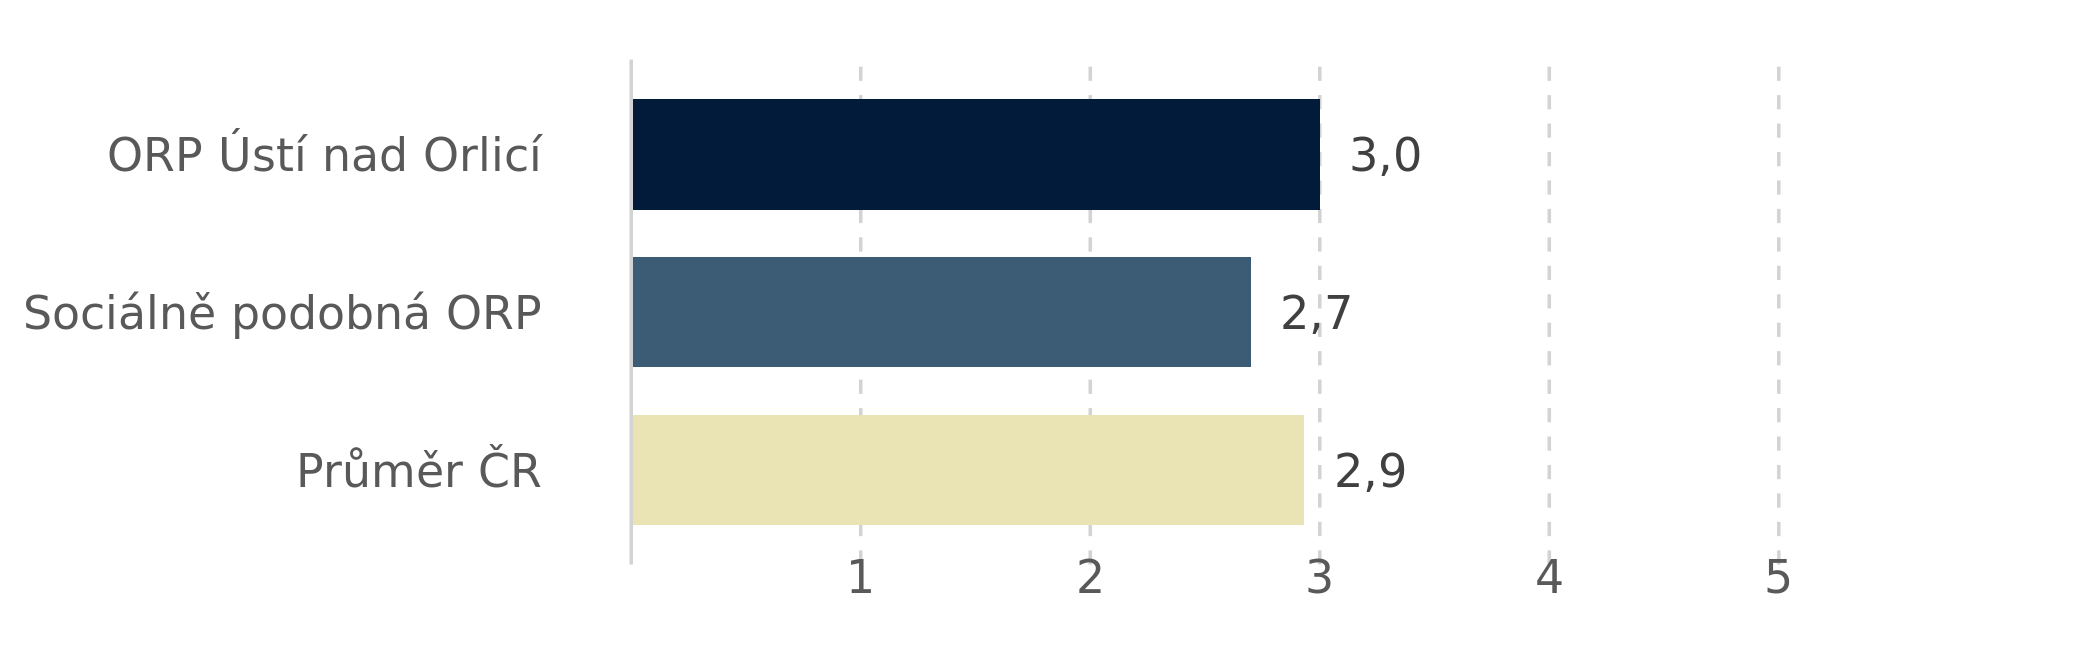 ORP Ústí nad Orlicí 3,0
Sociálně podobná ORP 2,7
Průměr ČR 2,9
1 2 3 4 5